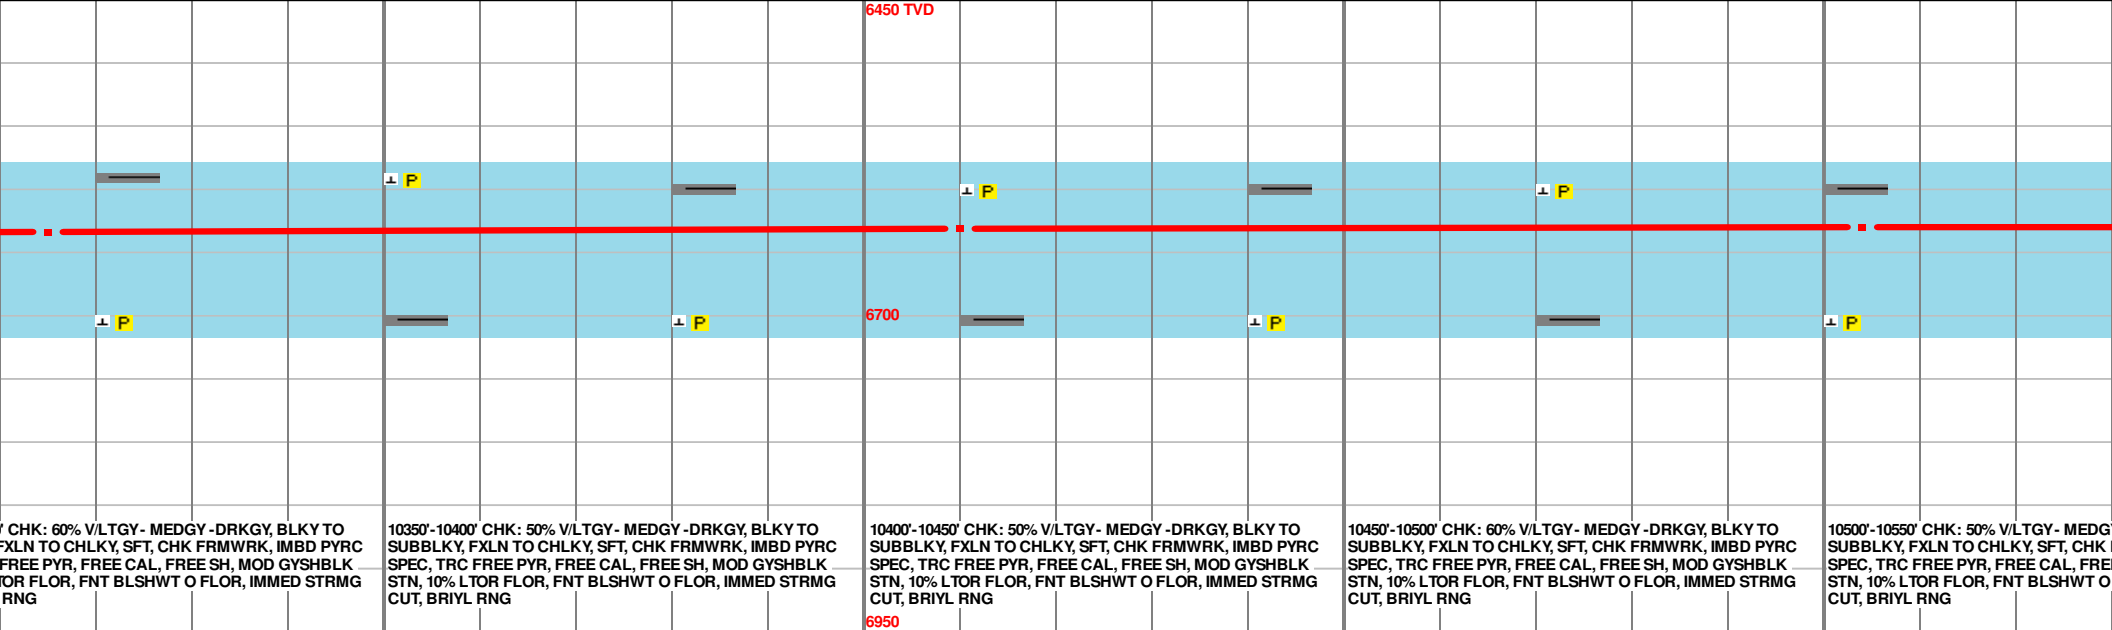 6450 TVD
P
P
P
P
P
6700
P
P
P
' CHK: 60% V/LTGY - MEDGY -DRKGY, BLKY TO
FXLN TO CHLKY, SFT, CHK FRMWRK, IMBD PYRC
FREE PYR, FREE CAL, FREE SH, MOD GYSHBLK
TOR FLOR, FNT BLSHWT O FLOR, IMMED STRMG
RNG
10350'-10400' CHK: 50% V/LTGY - MEDGY -DRKGY, BLKY TO
SUBBLKY, FXLN TO CHLKY, SFT, CHK FRMWRK, IMBD PYRC
SPEC, TRC FREE PYR, FREE CAL, FREE SH, MOD GYSHBLK
STN, 10% LTOR FLOR, FNT BLSHWT O FLOR, IMMED STRMG
CUT, BRIYL RNG
10400'-10450' CHK: 50% V/LTGY - MEDGY -DRKGY, BLKY TO
SUBBLKY, FXLN TO CHLKY, SFT, CHK FRMWRK, IMBD PYRC
SPEC, TRC FREE PYR, FREE CAL, FREE SH, MOD GYSHBLK
STN, 10% LTOR FLOR, FNT BLSHWT O FLOR, IMMED STRMG
CUT, BRIYL RNG
10450'-10500' CHK: 60% V/LTGY - MEDGY -DRKGY, BLKY TO
SUBBLKY, FXLN TO CHLKY, SFT, CHK FRMWRK, IMBD PYRC
SPEC, TRC FREE PYR, FREE CAL, FREE SH, MOD GYSHBLK
STN, 10% LTOR FLOR, FNT BLSHWT O FLOR, IMMED STRMG
CUT, BRIYL RNG
10500'-10550' CHK: 50% V/LTGY - MEDG
SUBBLKY, FXLN TO CHLKY, SFT, CHK
SPEC, TRC FREE PYR, FREE CAL, FREE
STN, 10% LTOR FLOR, FNT BLSHWT O
CUT, BRIYL RNG
6950